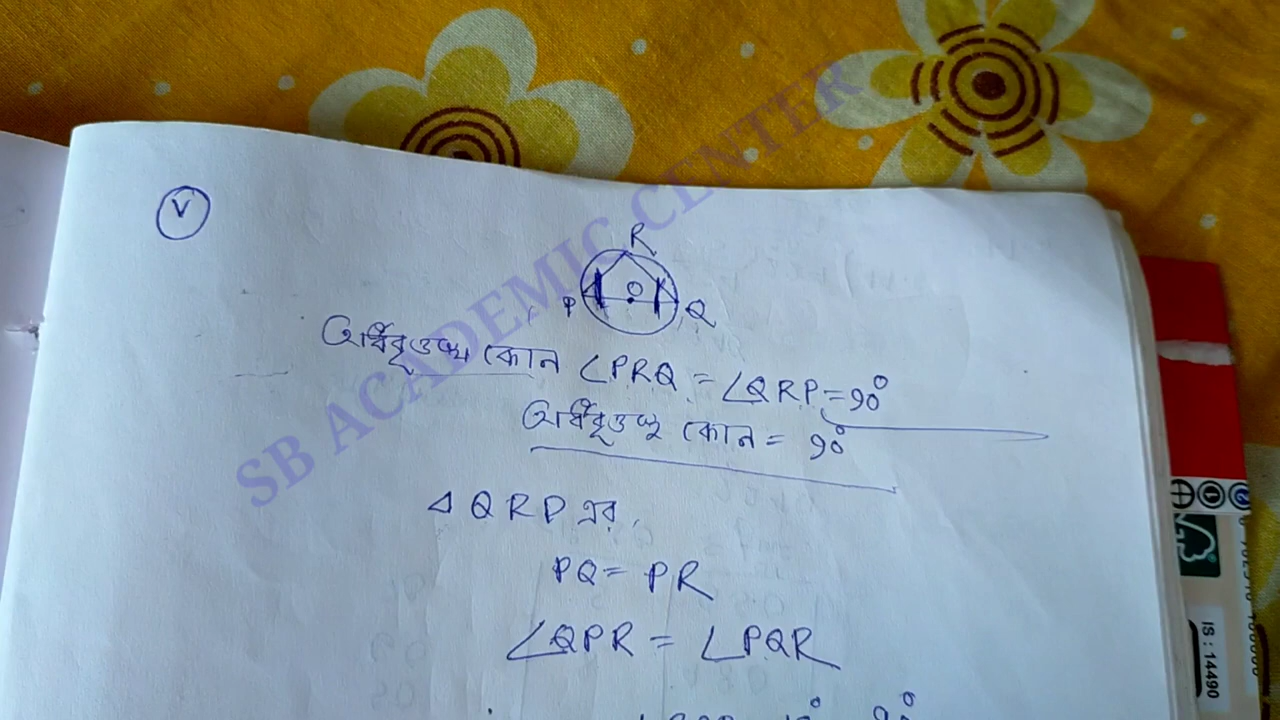 V
R
P O Q
অর্ধবৃত্তস্থ কোন ∠PRQ = ∠QRP = 90°
অর্ধবৃত্তস্থ কোন = 90°
△QRP এর,
PQ = PR
∠QPR = ∠PQR
SB ACADEMIC CENTER
IS : 14490